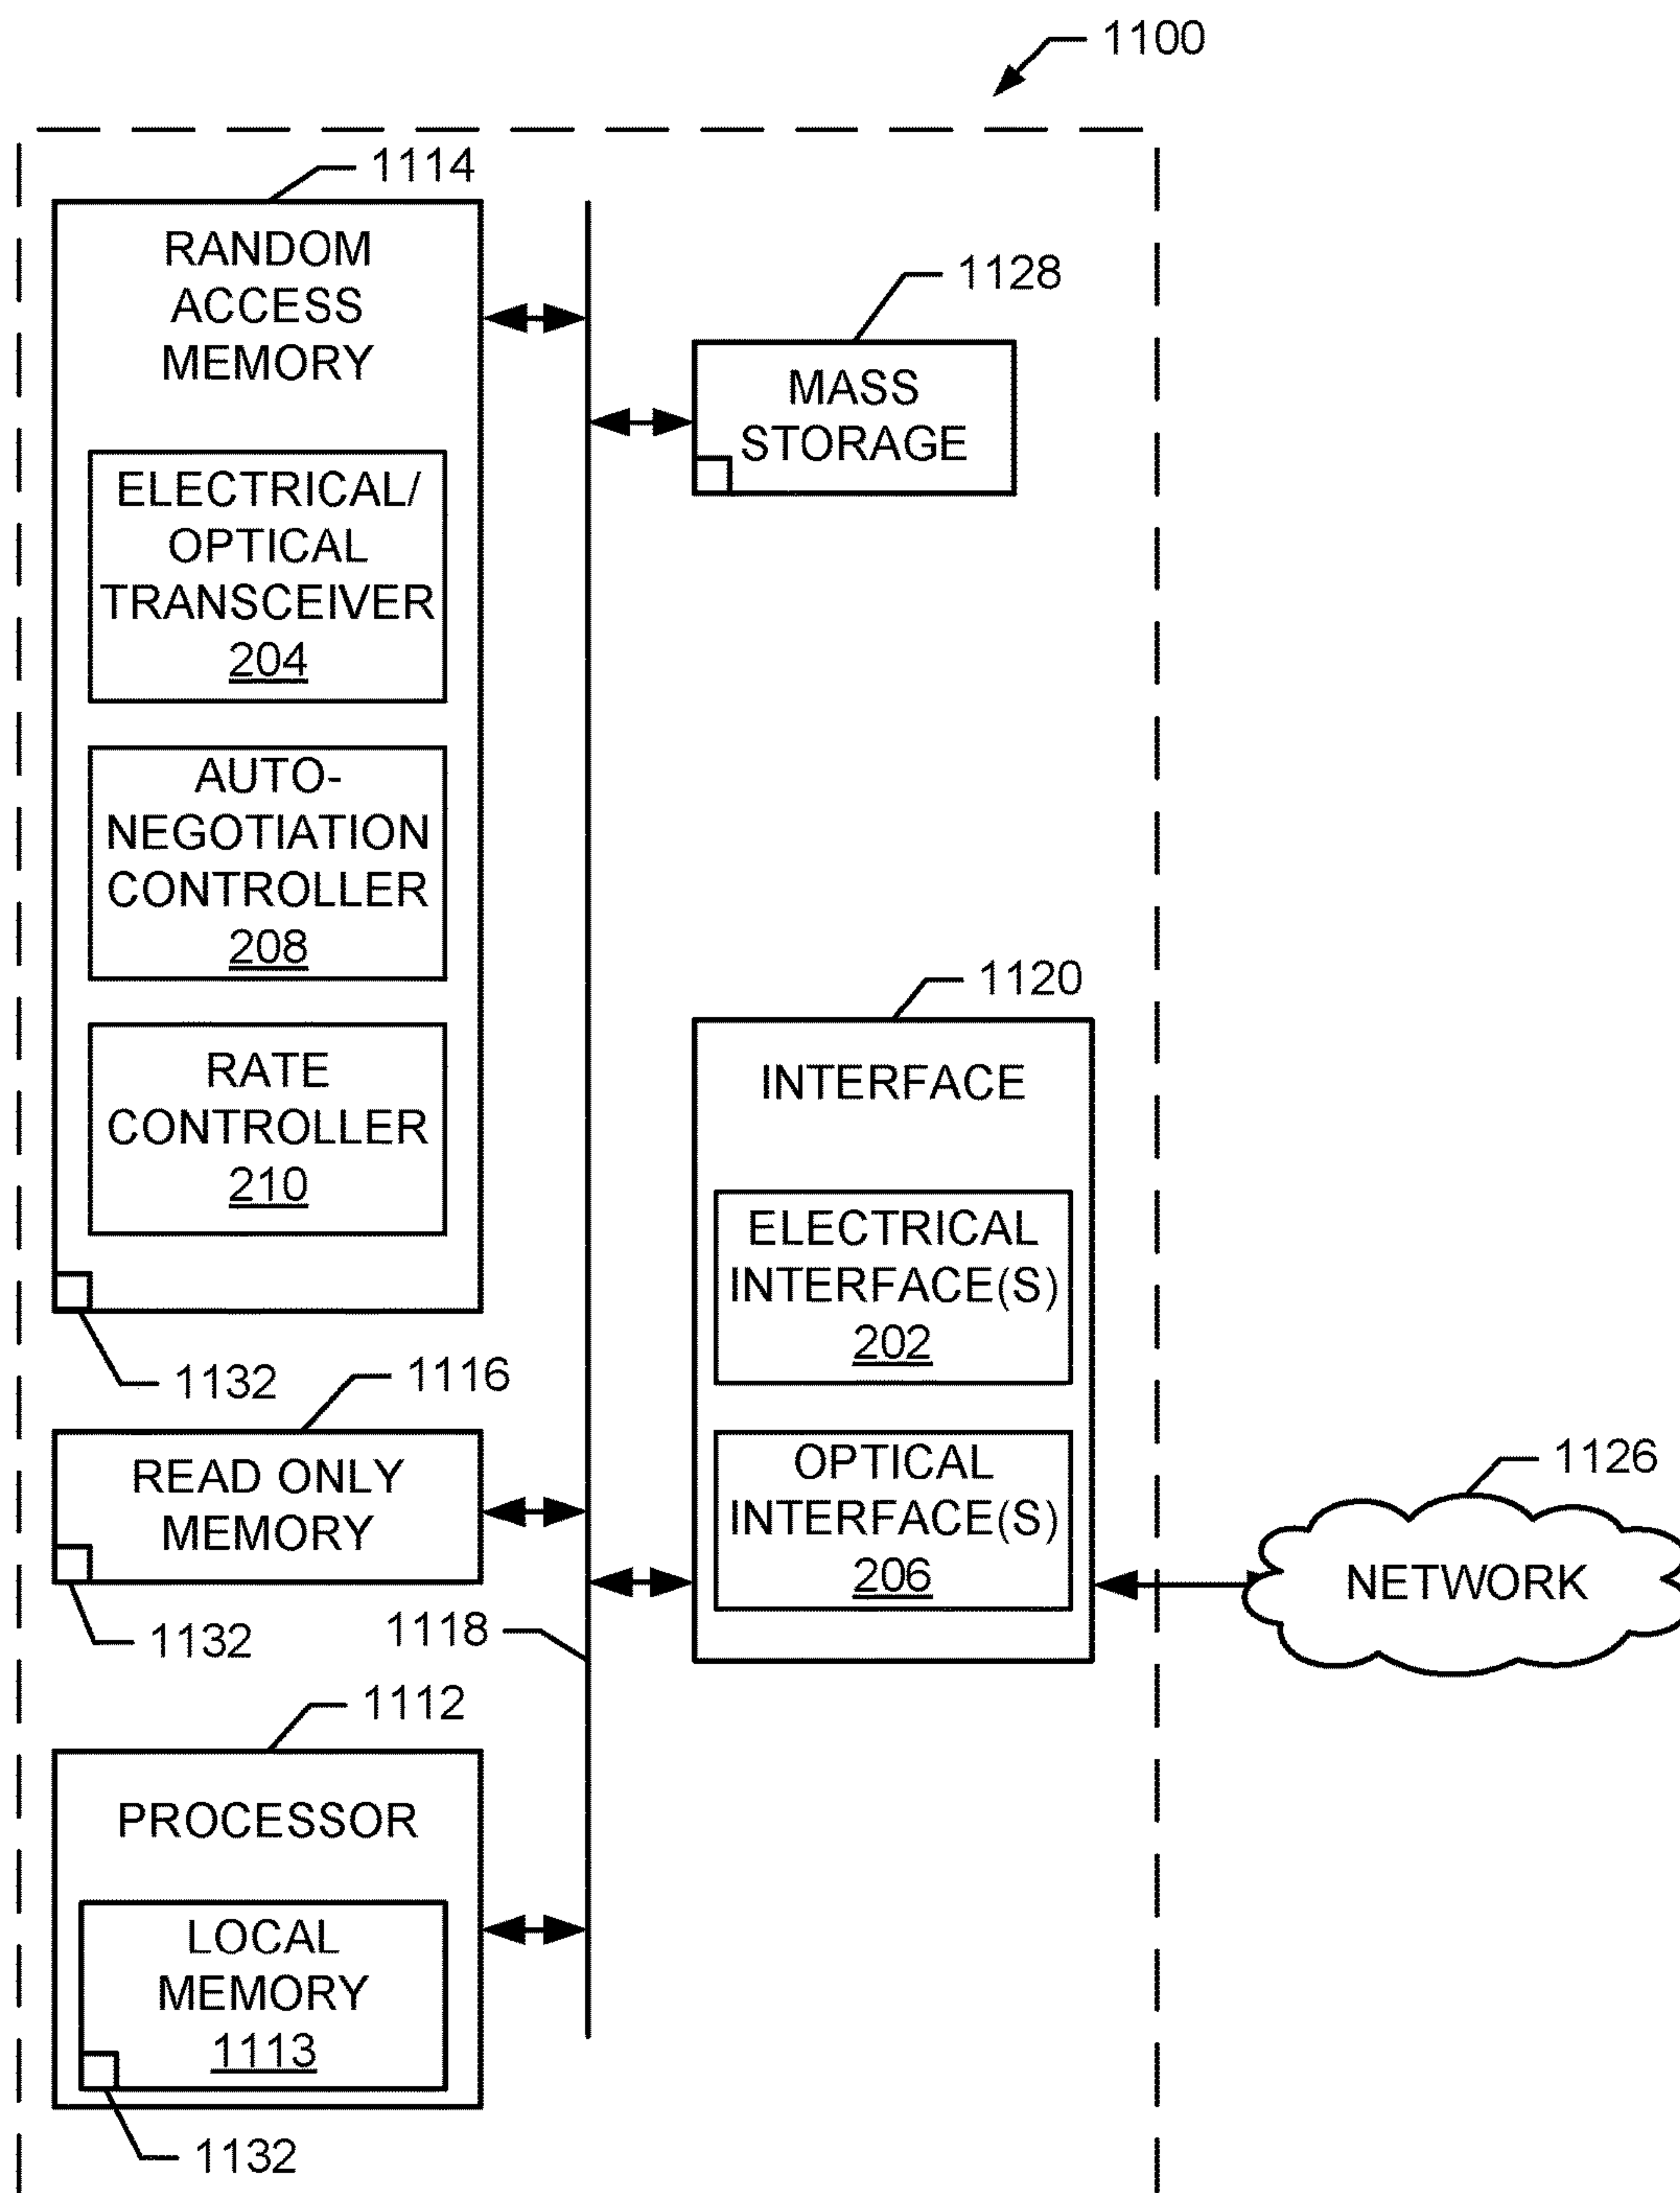 1100
1114
RANDOM
ACCESS
MEMORY
ELECTRICAL/
OPTICAL
TRANSCEIVER
204
AUTO-
NEGOTIATION
CONTROLLER
208
RATE
CONTROLLER
210
1132
1116
READ ONLY
MEMORY
1132
1118
1112
PROCESSOR
LOCAL
MEMORY
1113
1132
1128
MASS
STORAGE
1120
INTERFACE
ELECTRICAL
INTERFACE(S)
202
OPTICAL
INTERFACE(S)
206
1126
NETWORK